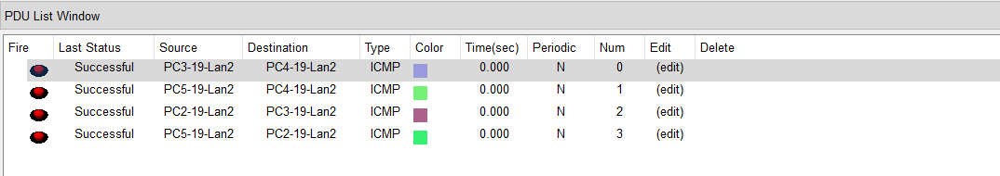 PDU List Window
Fire Last Status Source Destination Type Color Time(sec) Periodic Num Edit Delete
Successful PC3-19-Lan2 PC4-19-Lan2 ICMP 0.000 N 0 (edit)
Successful PC5-19-Lan2 PC4-19-Lan2 ICMP 0.000 N 1 (edit)
Successful PC2-19-Lan2 PC3-19-Lan2 ICMP 0.000 N 2 (edit)
Successful PC5-19-Lan2 PC2-19-Lan2 ICMP 0.000 N 3 (edit)